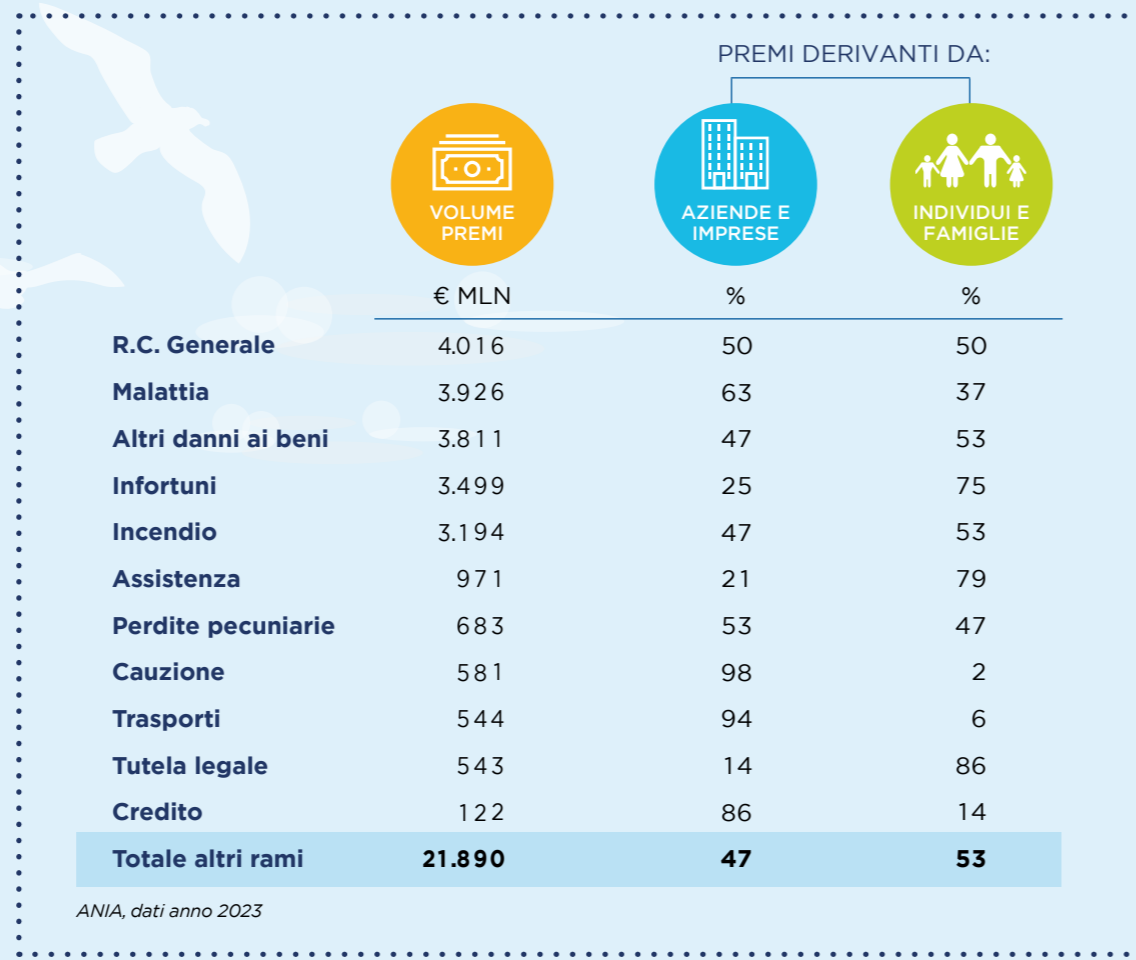 PREMI DERIVANTI DA:
VOLUME
PREMI
AZIENDE E
IMPRESE
INDIVIDUI E
FAMIGLIE
€ MLN % %
R.C. Generale 4.016 50 50
Malattia 3.926 63 37
Altri danni ai beni 3.811 47 53
Infortuni 3.499 25 75
Incendio 3.194 47 53
Assistenza 971 21 79
Perdite pecuniarie 683 53 47
Cauzione 581 98 2
Trasporti 544 94 6
Tutela legale 543 14 86
Credito 122 86 14
Totale altri rami 21.890 47 53
ANIA, dati anno 2023